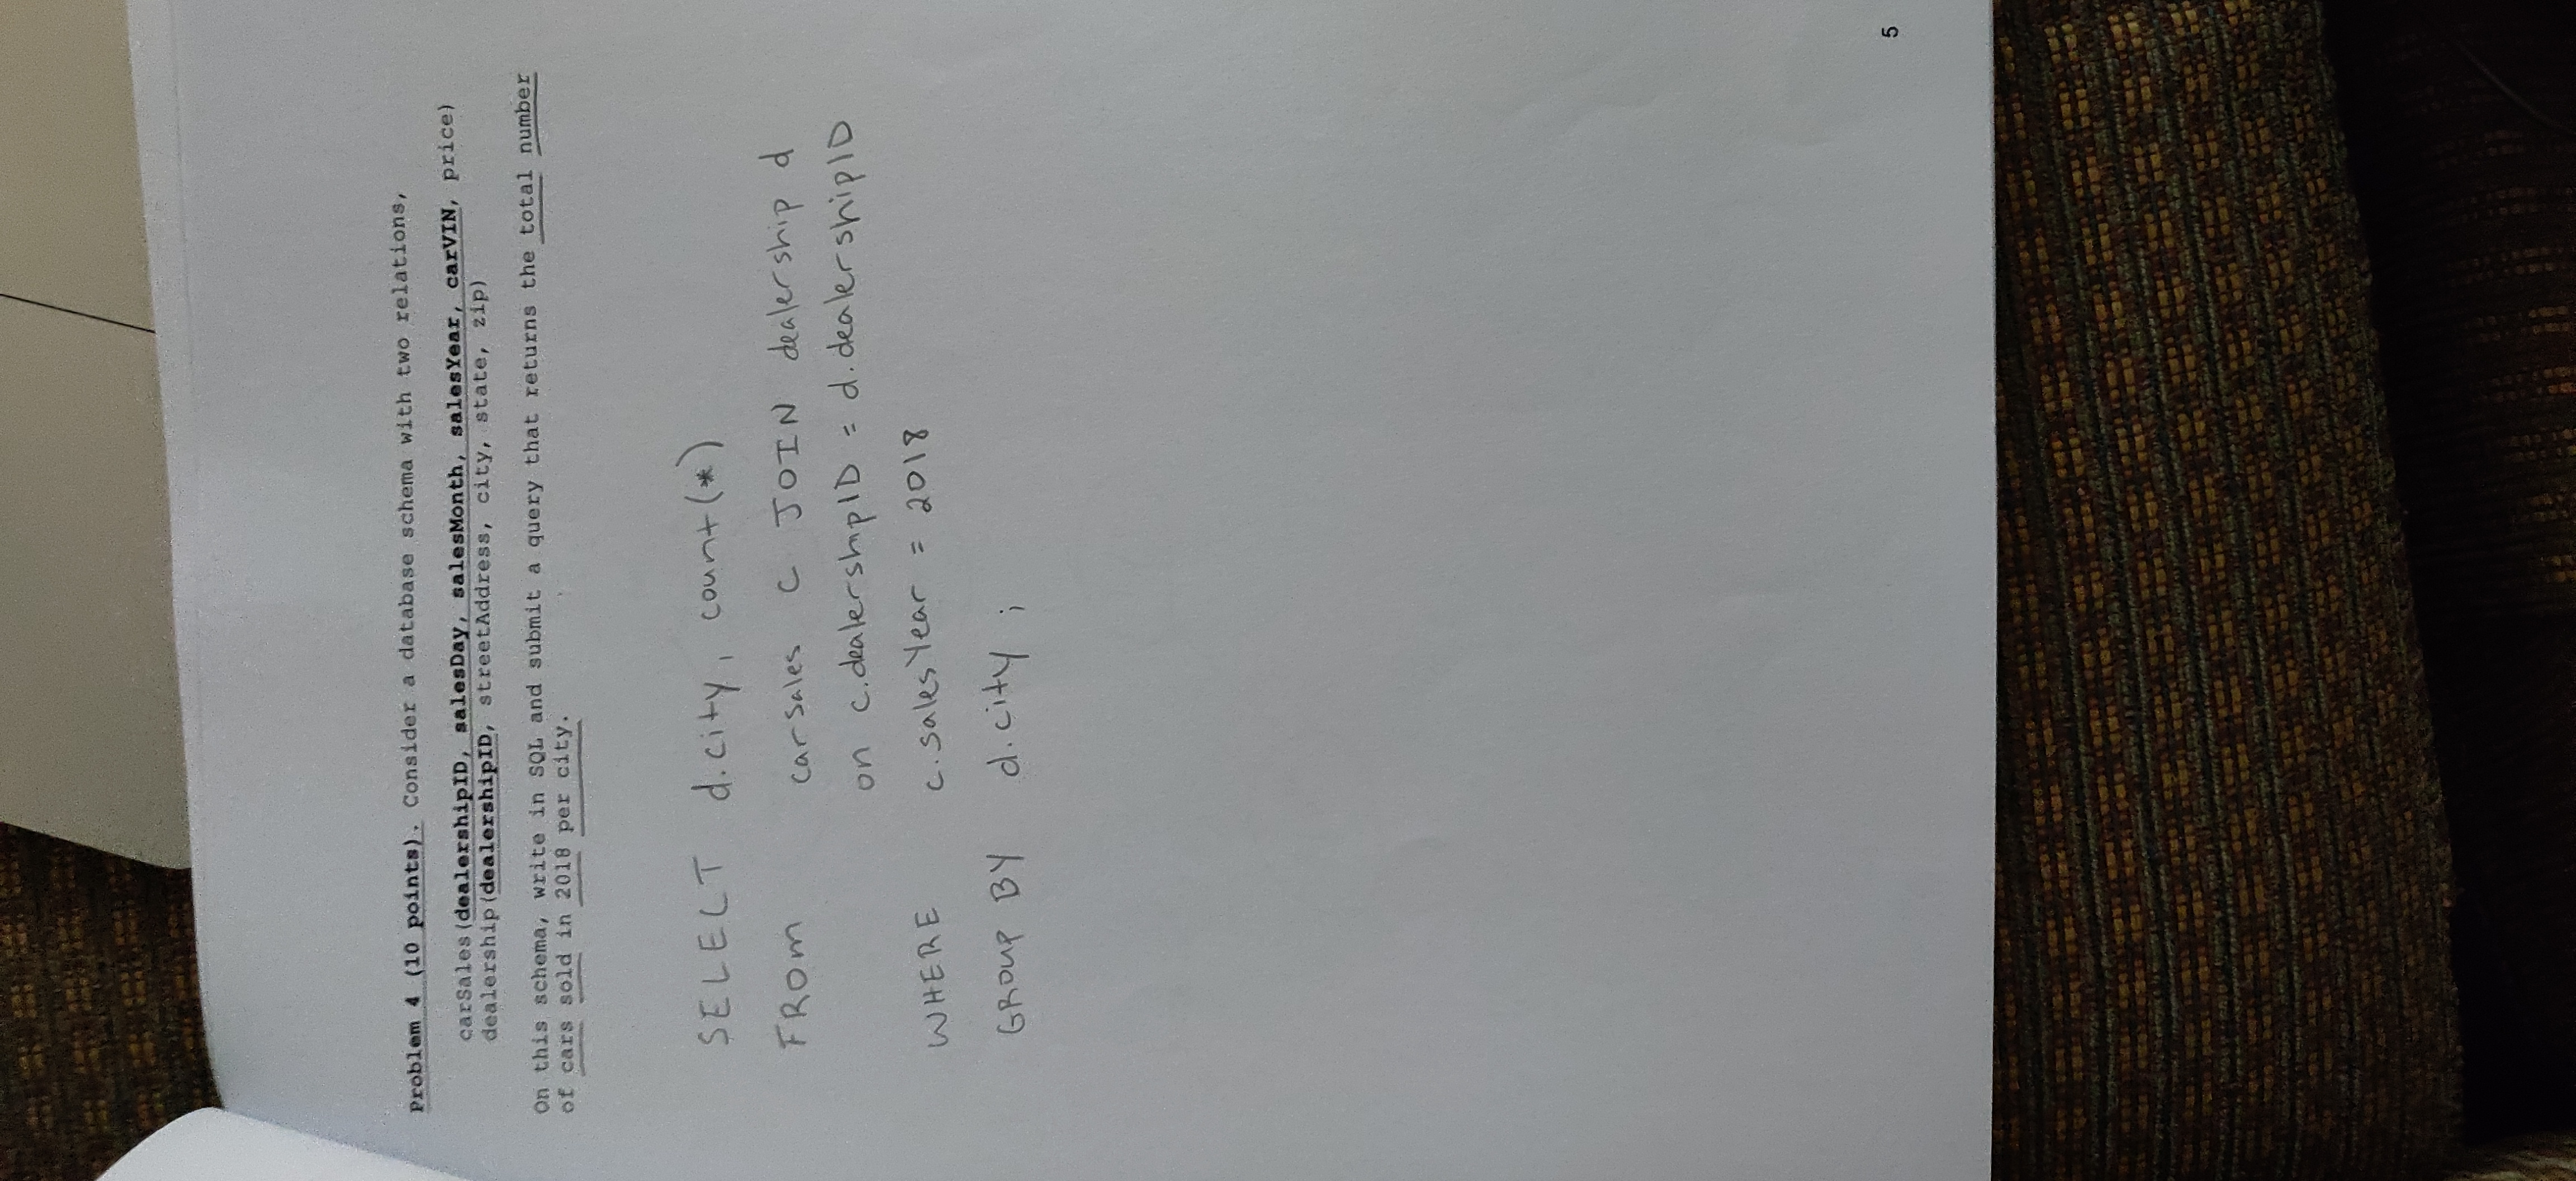 Problem 4 (10 points). Consider a database schema with two relations,
carSales(dealershipID, salesDay, salesMonth, salesYear, carVIN, price)
dealership(dealershipID, streetAddress, city, state, zip)
On this schema, write in SQL and submit a query that returns the total number
of cars sold in 2018 per city.
SELECT d.city, count(*)
FROM carsales C JOIN dealership d
on c.dealershipID = d.dealershipID
WHERE c.salesYear = 2018
GROUP BY d.city ;
5